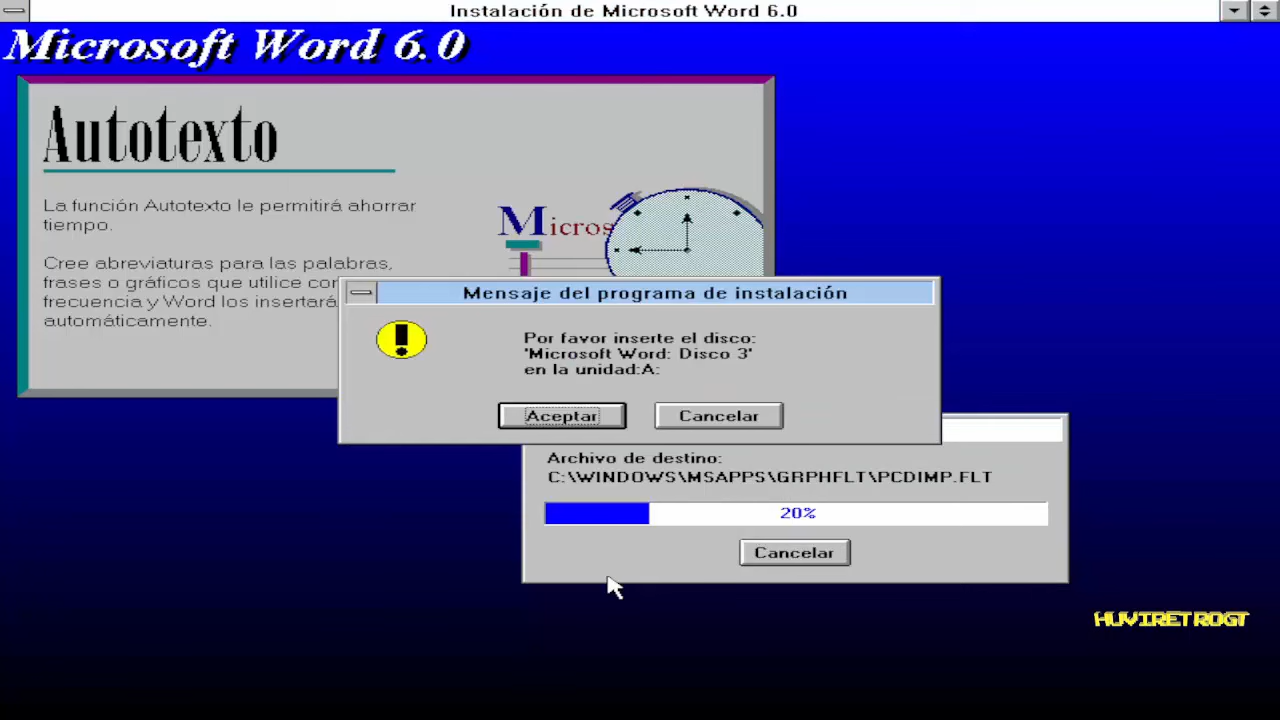 Instalación de Microsoft Word 6.0
Microsoft Word 6.0
Autotexto
La función Autotexto le permitirá ahorrar
tiempo.
Cree abreviaturas para las palabras,
frases o gráficos que utilice con
frecuencia y Word los insertará
automáticamente.
Micros
Mensaje del programa de instalación
Por favor inserte el disco:
'Microsoft Word: Disco 3'
en la unidad:A:
Aceptar
Cancelar
Archivo de destino:
C:\WINDOWS\MSAPPS\GRPHFLT\PCDIMP.FLT
20%
Cancelar
HUVIRETROGT